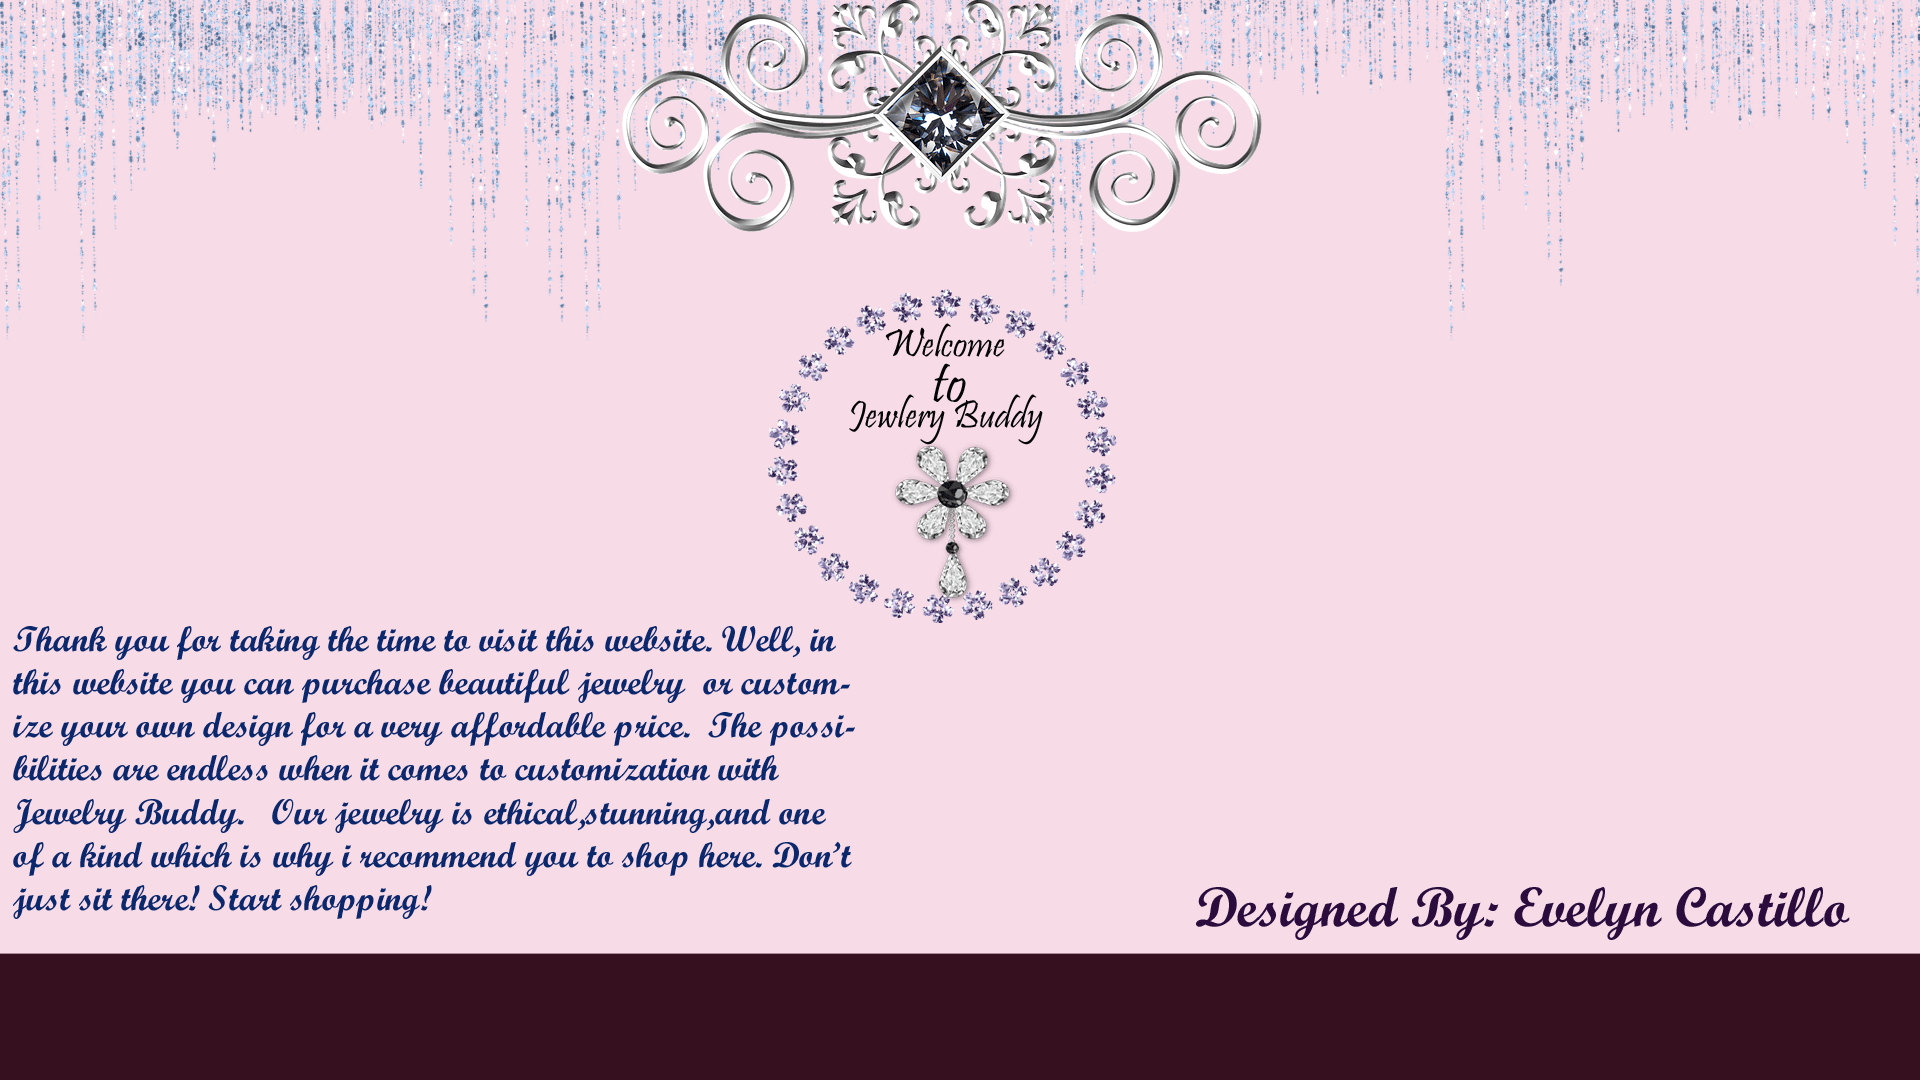 Welcome
to
Jewlery Buddy
Thank you for taking the time to visit this website. Well, in
this website you can purchase beautiful jewelry  or custom-
ize your own design for a very affordable price.  The possi-
bilities are endless when it comes to customization with
Jewelry Buddy.   Our jewelry is ethical,stunning,and one
of a kind which is why i recommend you to shop here. Don't
just sit there! Start shopping!
Designed By: Evelyn Castillo